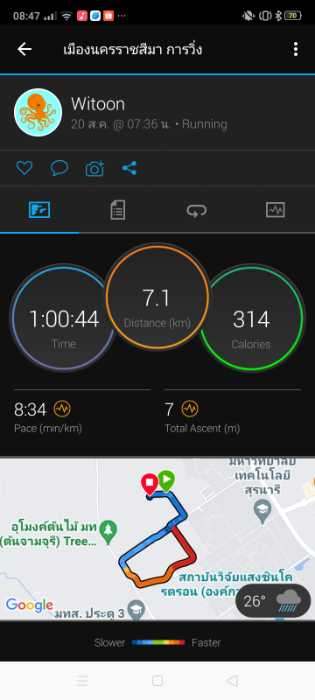 08:47
70
เมืองนครราชสีมา การวิ่ง
Witoon
20 ส.ค. @ 07:36 น. • Running
1:00:44
Time
7.1
Distance (km)
314
Calories
8:34
Pace (min/km)
7
Total Ascent (m)
มหาวิทยาลัย
เทคโนโลยี
สุรนารี
อุโมงค์ต้นไม้ มท
(ต้นจามจุรี) Tree...
สถาบันวิจัยแสงซินโค
รตรอน (องค์ก
26°
Google
มทส. ประตู 3
Slower
Faster